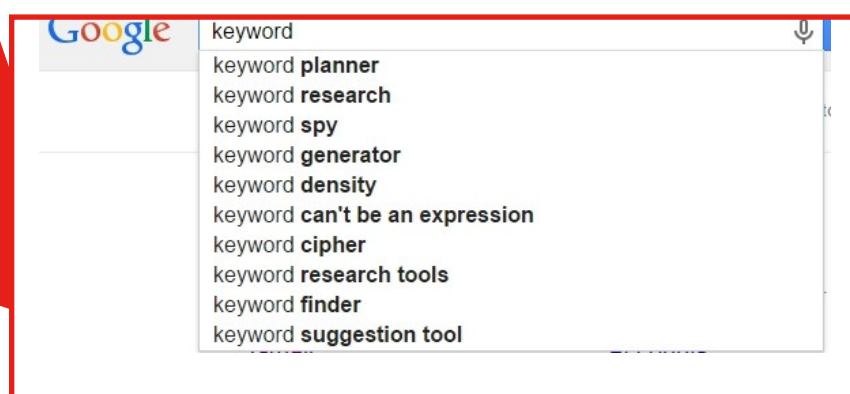 Google
keyword
keyword planner
keyword research
keyword spy
keyword generator
keyword density
keyword can't be an expression
keyword cipher
keyword research tools
keyword finder
keyword suggestion tool